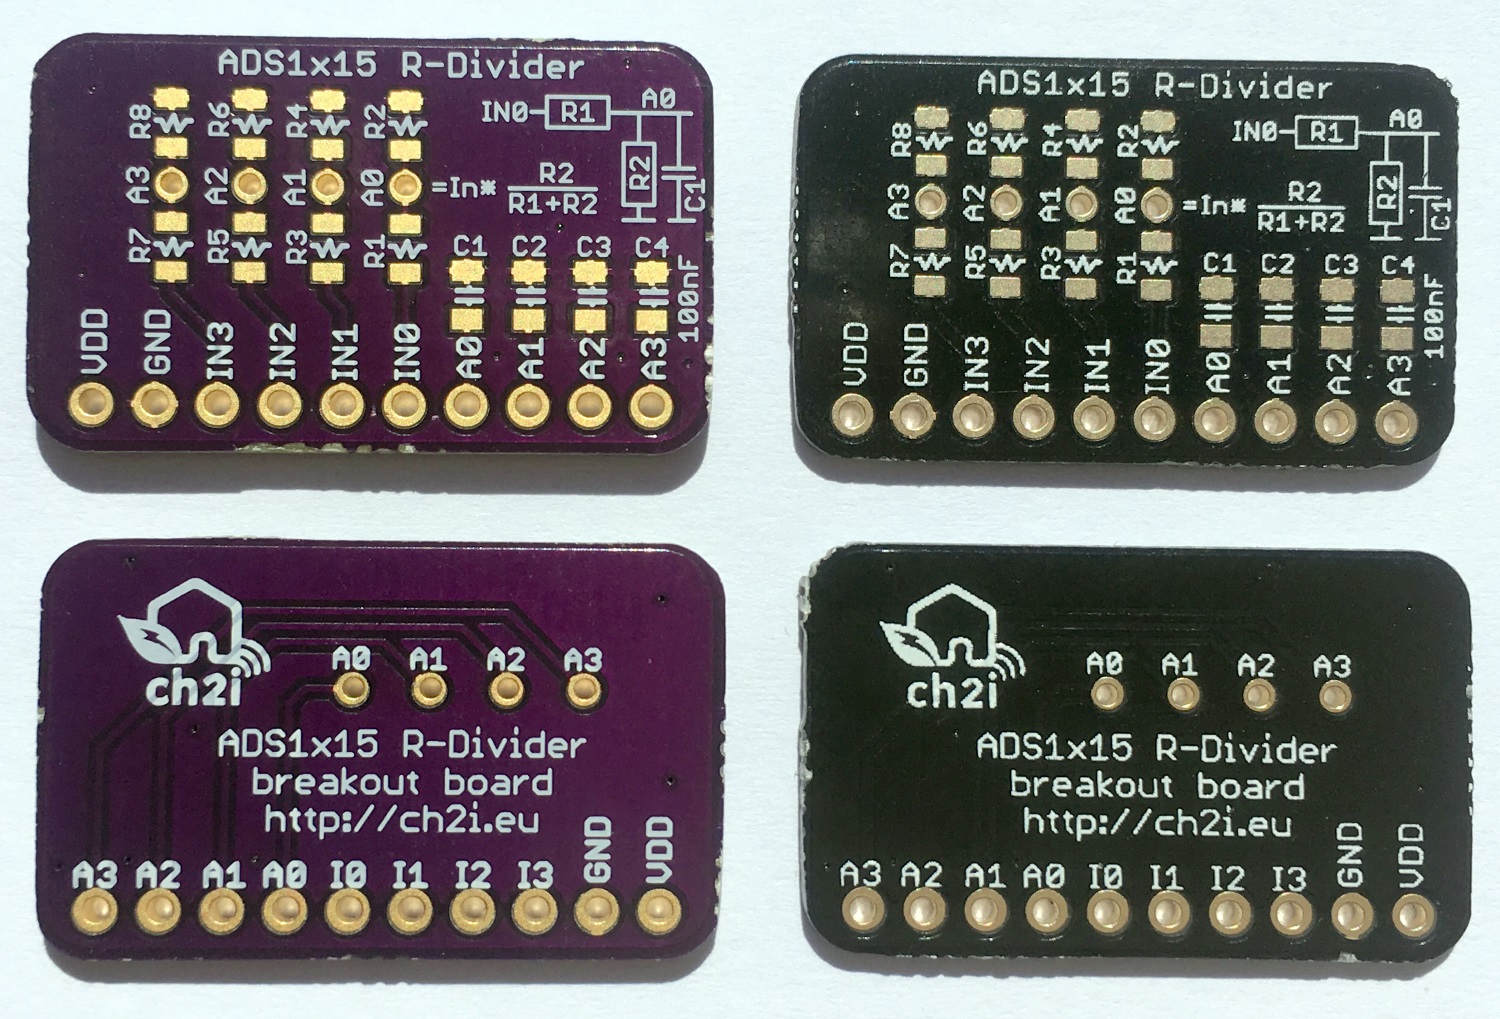 ADS1x15 R-Divider
R8 R6 R4 R2
IN0 R1 A0
R2 C1
A3 A2 A1 A0 =In* R2
R1+R2
R7 R5 R3 R1
C1 C2 C3 C4
100nF
VDD GND IN3 IN2 IN1 IN0 A0 A1 A2 A3
ADS1x15 R-Divider
R8 R6 R4 R2
IN0 R1 A0
R2 C1
A3 A2 A1 A0 =In* R2
R1+R2
R7 R5 R3 R1
C1 C2 C3 C4
100nF
VDD GND IN3 IN2 IN1 IN0 A0 A1 A2 A3
ch2i
A0 A1 A2 A3
ADS1x15 R-Divider
breakout board
http://ch2i.eu
A3 A2 A1 A0 I0 I1 I2 I3 GND VDD
ch2i
A0 A1 A2 A3
ADS1x15 R-Divider
breakout board
http://ch2i.eu
A3 A2 A1 A0 I0 I1 I2 I3 GND VDD